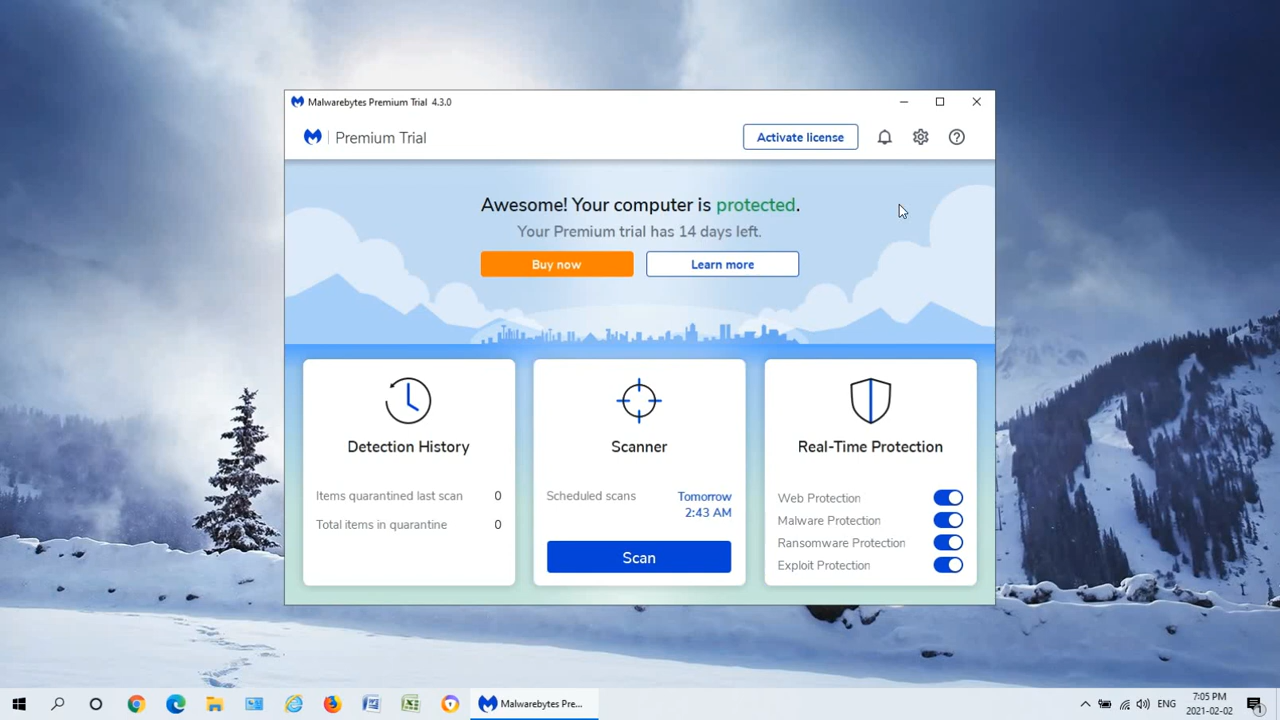 Malwarebytes Premium Trial 4.3.0
Premium Trial
Activate license
Awesome! Your computer is protected.
Your Premium trial has 14 days left.
Buy now
Learn more
Detection History
Items quarantined last scan 0
Total items in quarantine 0
Scanner
Scheduled scans Tomorrow
2:43 AM
Scan
Real-Time Protection
Web Protection
Malware Protection
Ransomware Protection
Exploit Protection
Malwarebytes Pre...
ENG
7:05 PM
2021-02-02
1